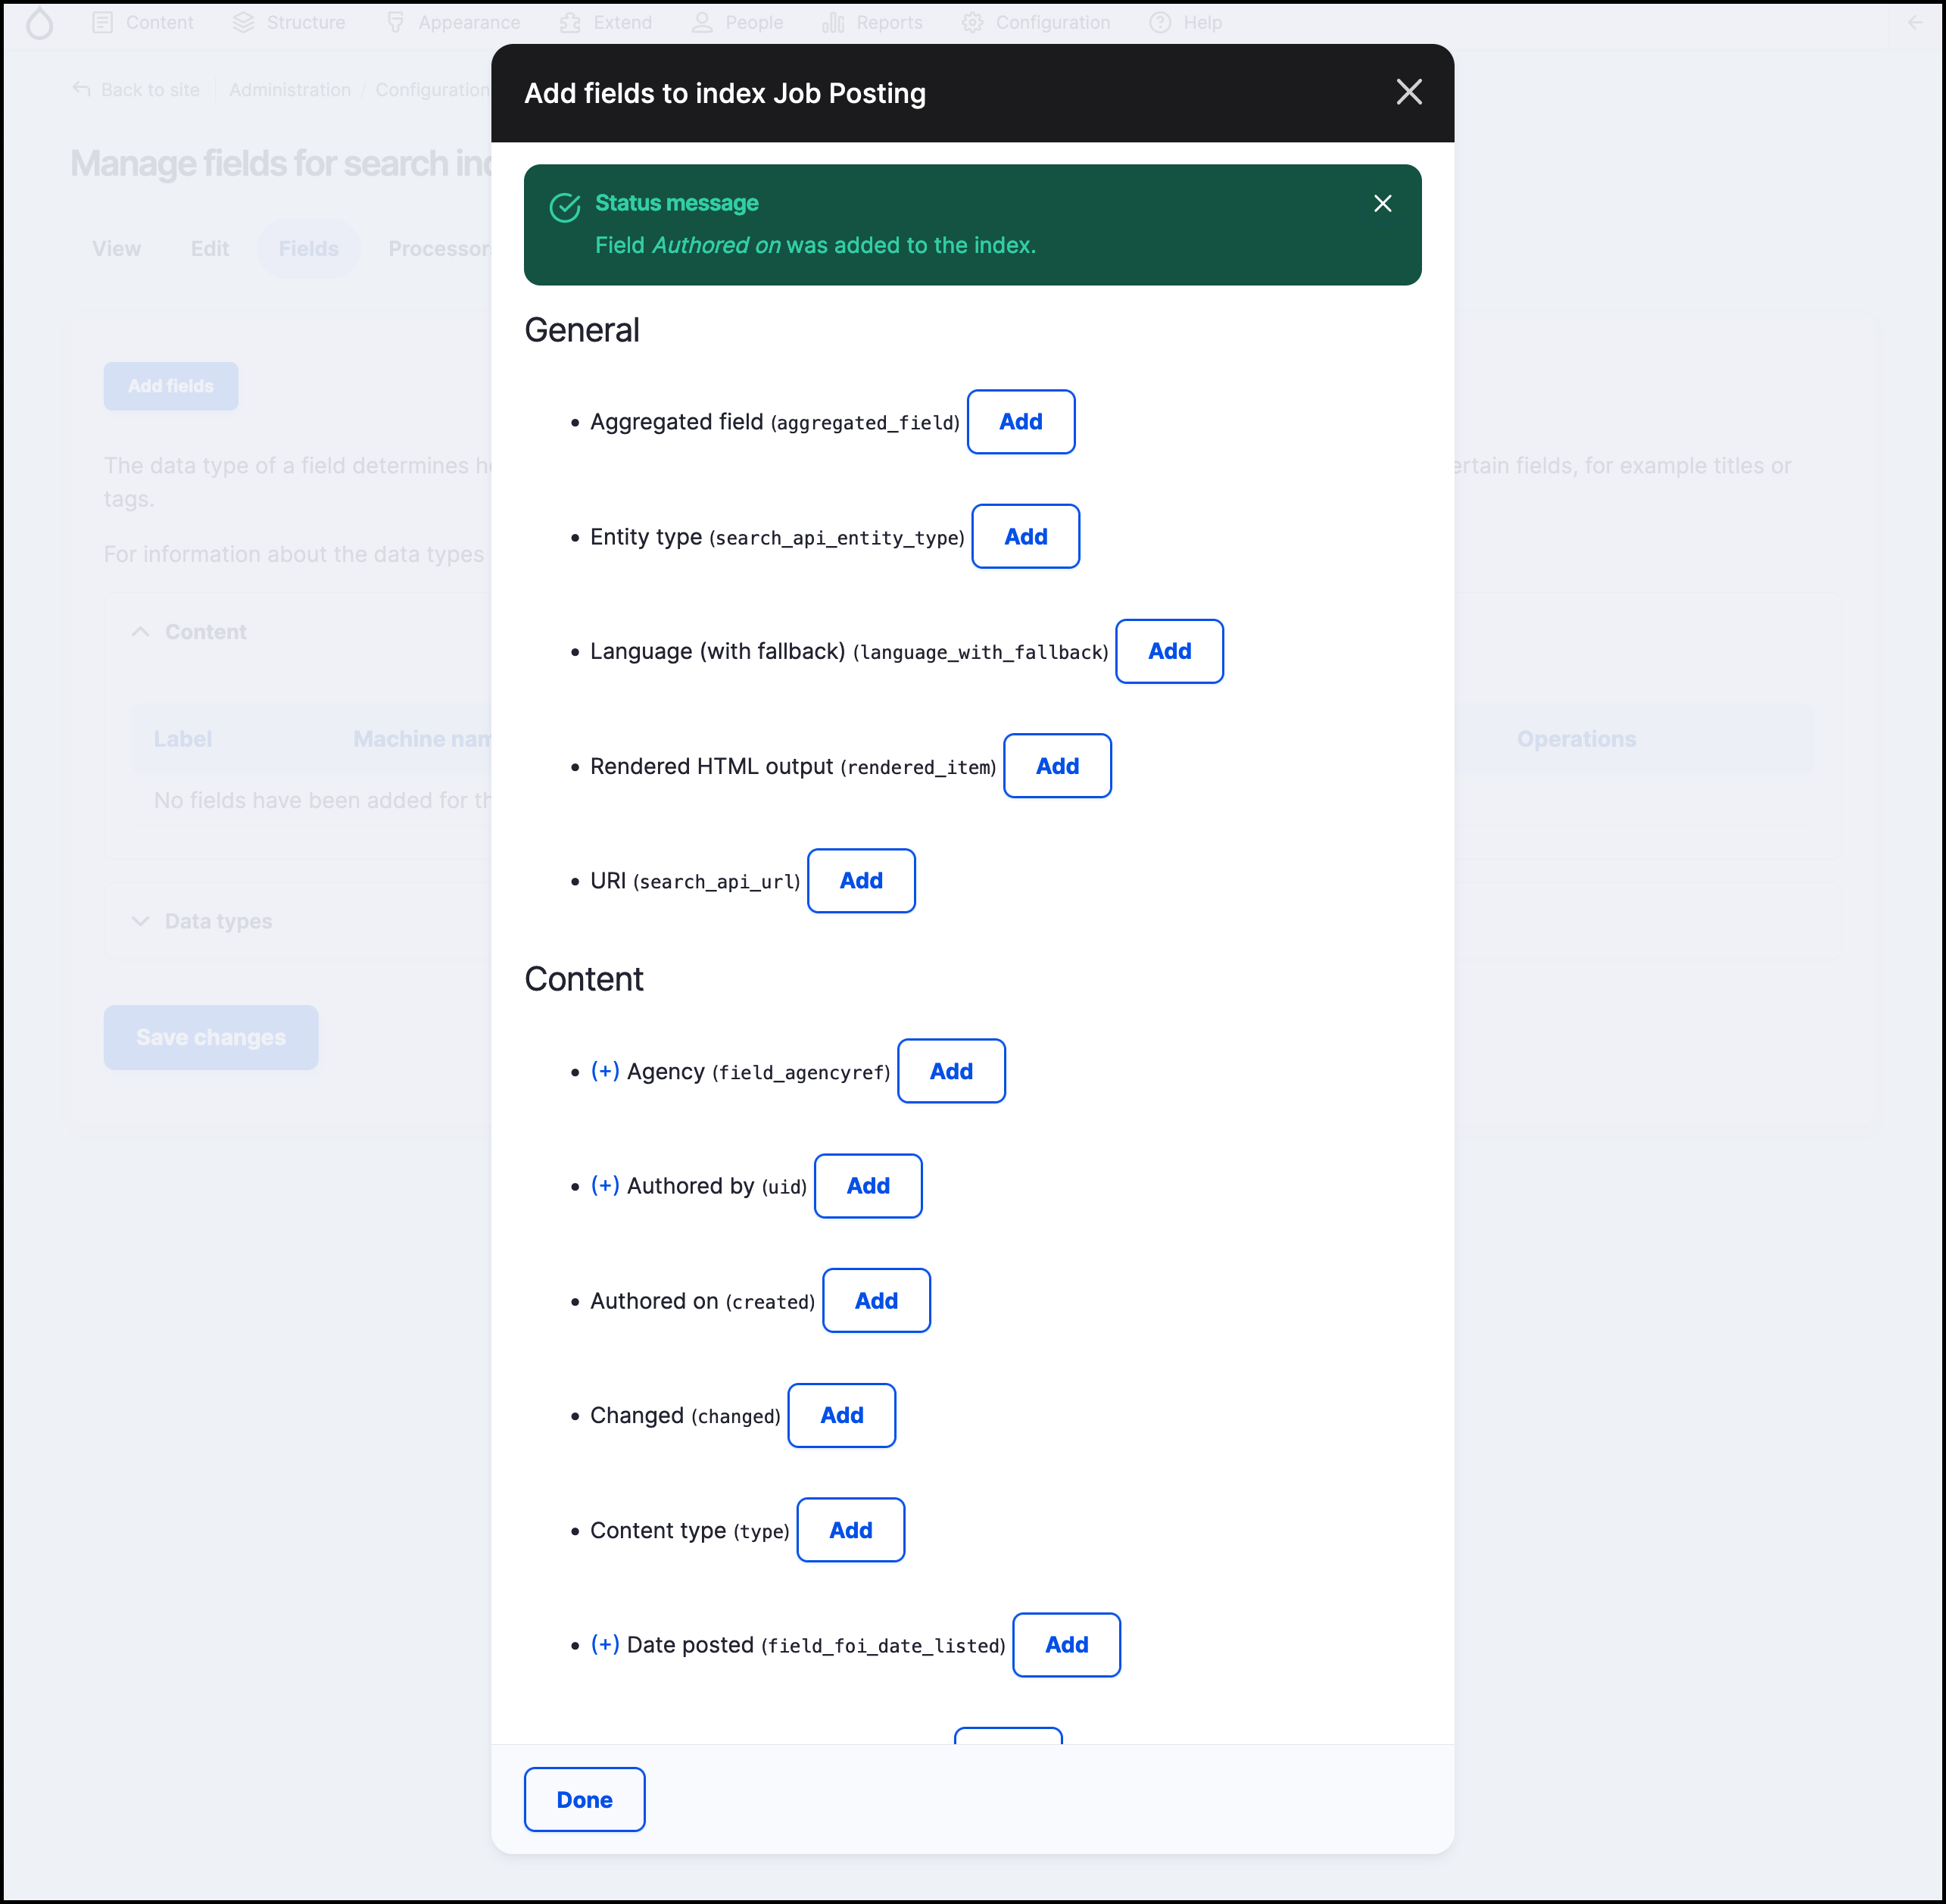 Content Structure Appearance Extend People Reports Configuration Help
Back to site Administration / Configuration
Manage fields for search ind
View Edit Fields Processors
Add fields
The data type of a field determines h ertain fields, for example titles or
tags.
For information about the data types
Content
Label Machine nam Operations
No fields have been added for th
Data types
Save changes
Add fields to index Job Posting
Status message
Field Authored on was added to the index.
General
• Aggregated field (aggregated_field) Add
• Entity type (search_api_entity_type) Add
• Language (with fallback) (language_with_fallback) Add
• Rendered HTML output (rendered_item) Add
• URI (search_api_url) Add
Content
• (+) Agency (field_agencyref) Add
• (+) Authored by (uid) Add
• Authored on (created) Add
• Changed (changed) Add
• Content type (type) Add
• (+) Date posted (field_foi_date_listed) Add
Done